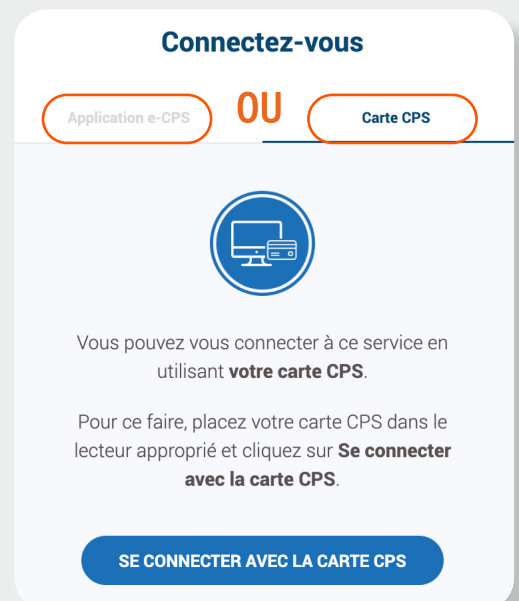 Connectez-vous
Application e-CPS OU Carte CPS
Vous pouvez vous connecter à ce service en
utilisant votre carte CPS.
Pour ce faire, placez votre carte CPS dans le
lecteur approprié et cliquez sur Se connecter
avec la carte CPS.
SE CONNECTER AVEC LA CARTE CPS